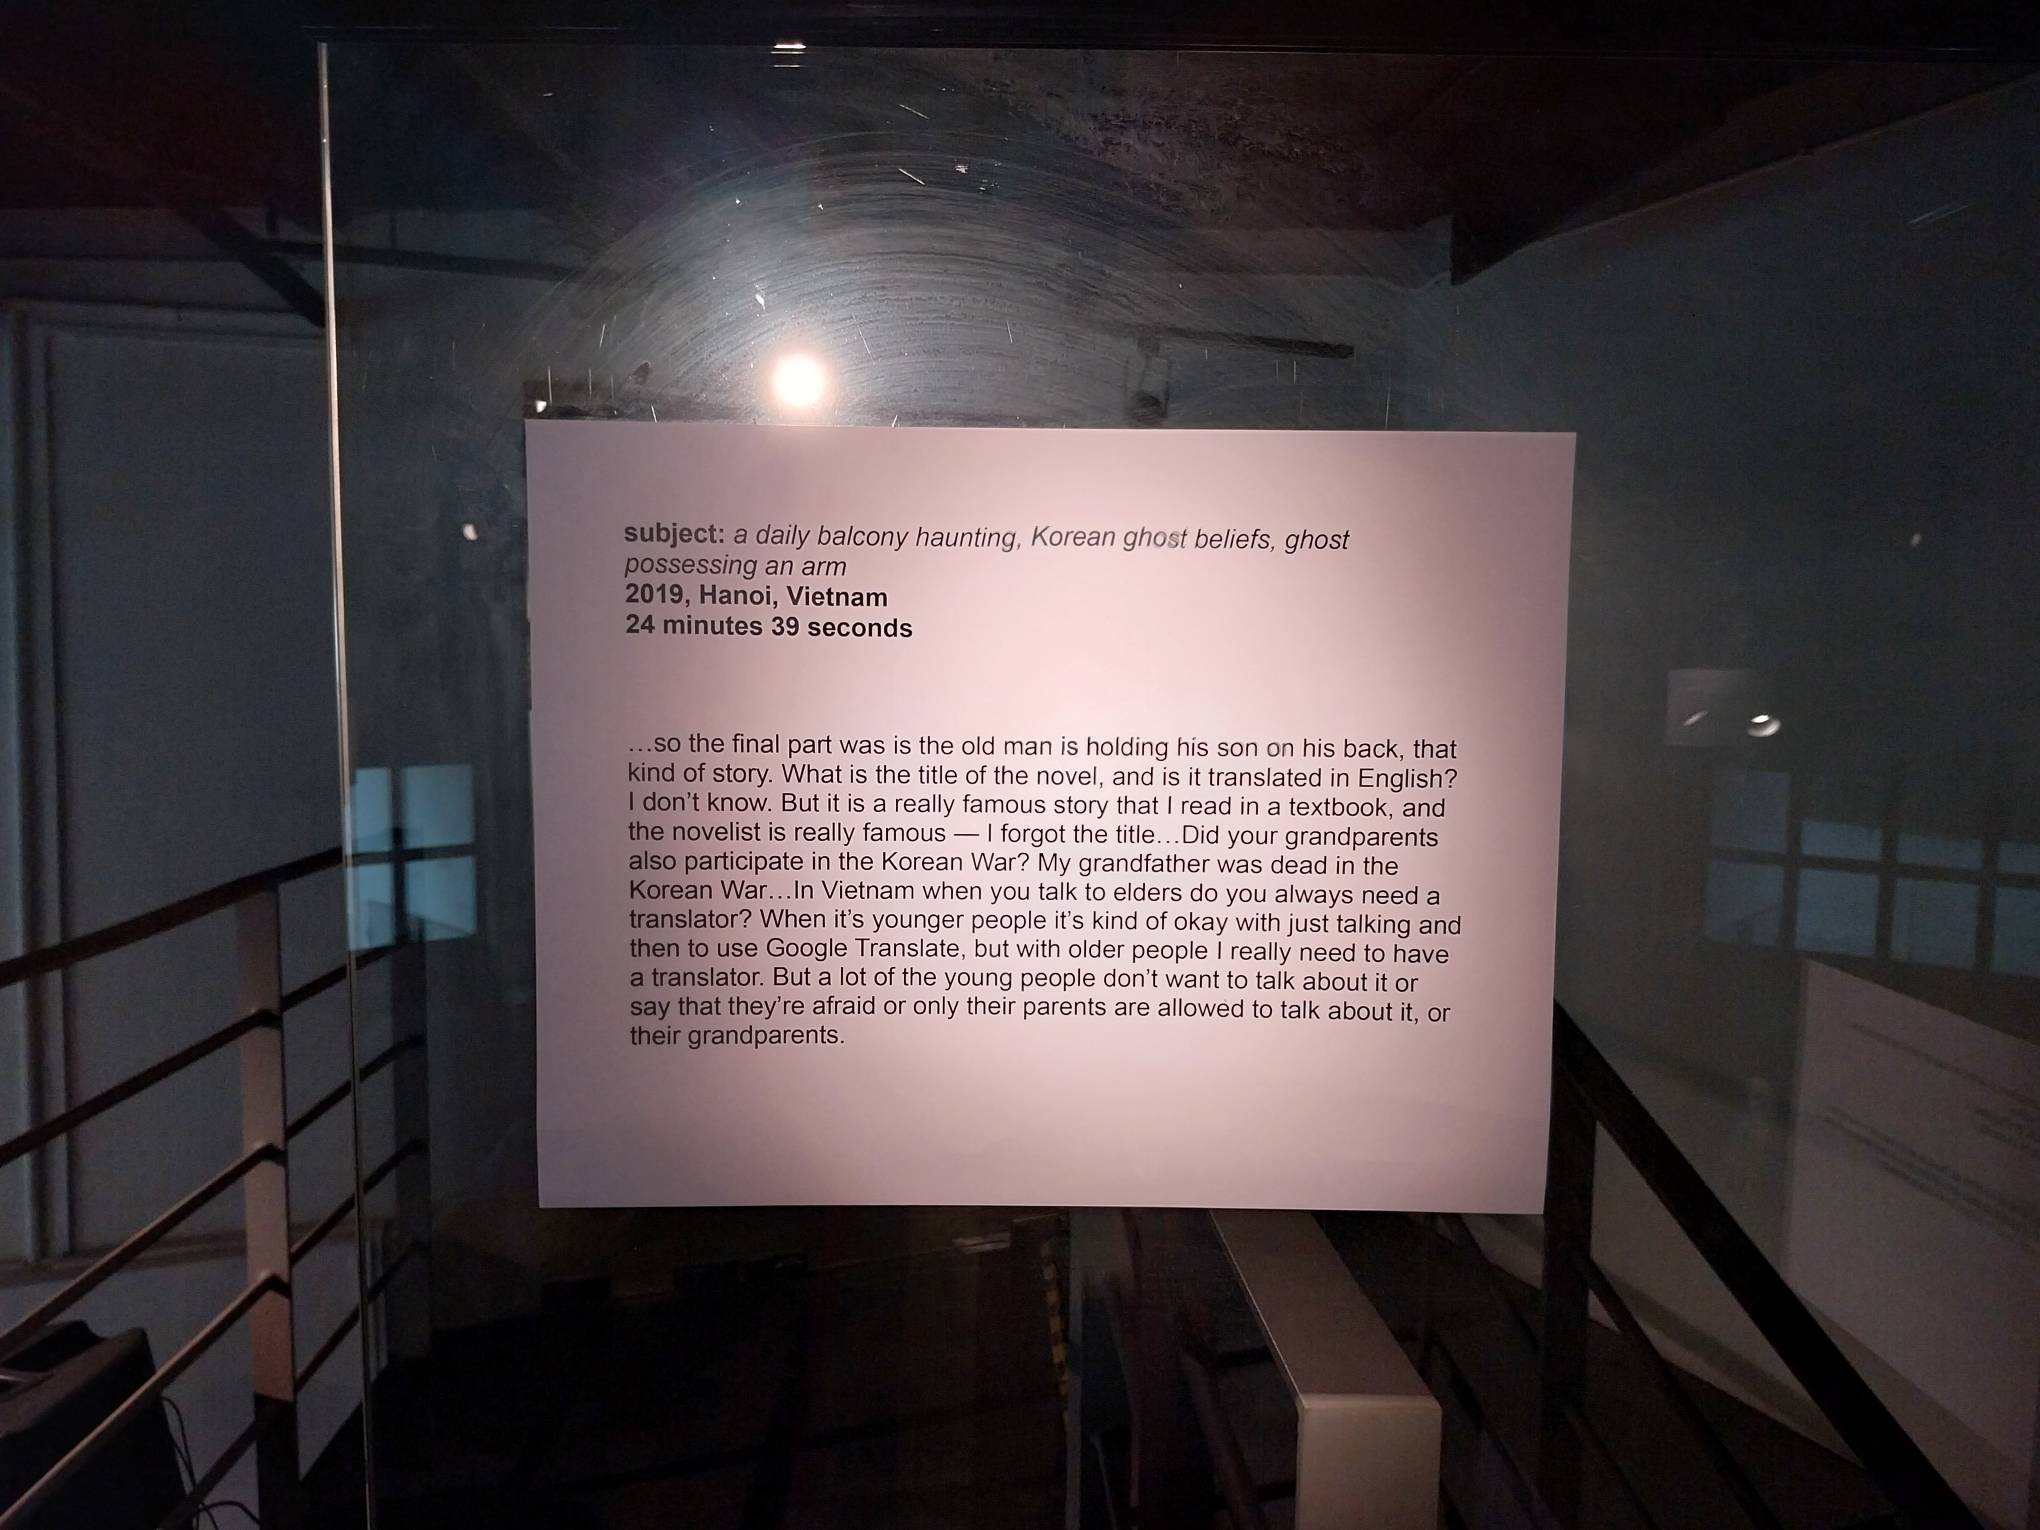 subject: a daily balcony haunting, Korean ghost beliefs, ghost
possessing an arm
2019, Hanoi, Vietnam
24 minutes 39 seconds
…so the final part was is the old man is holding his son on his back, that
kind of story. What is the title of the novel, and is it translated in English?
I don't know. But it is a really famous story that I read in a textbook, and
the novelist is really famous — I forgot the title…Did your grandparents
also participate in the Korean War? My grandfather was dead in the
Korean War…In Vietnam when you talk to elders do you always need a
translator? When it's younger people it's kind of okay with just talking and
then to use Google Translate, but with older people I really need to have
a translator. But a lot of the young people don't want to talk about it or
say that they're afraid or only their parents are allowed to talk about it, or
their grandparents.